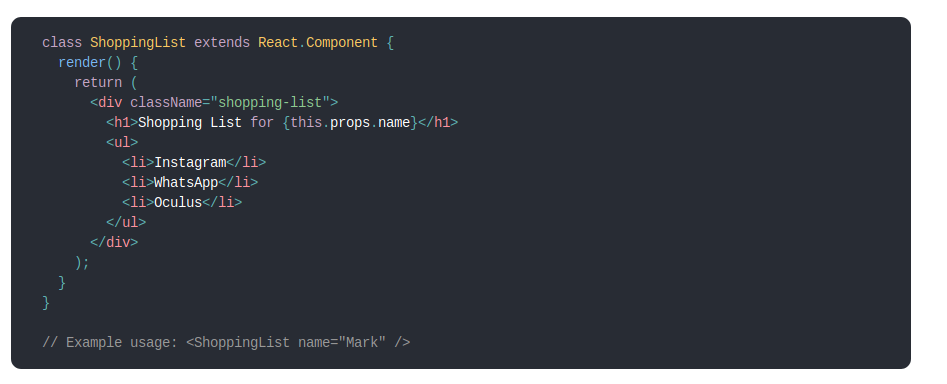 class ShoppingList extends React.Component {
  render() {
    return (
      <div className="shopping-list">
        <h1>Shopping List for {this.props.name}</h1>
        <ul>
          <li>Instagram</li>
          <li>WhatsApp</li>
          <li>Oculus</li>
        </ul>
      </div>
    );
  }
}

// Example usage: <ShoppingList name="Mark" />